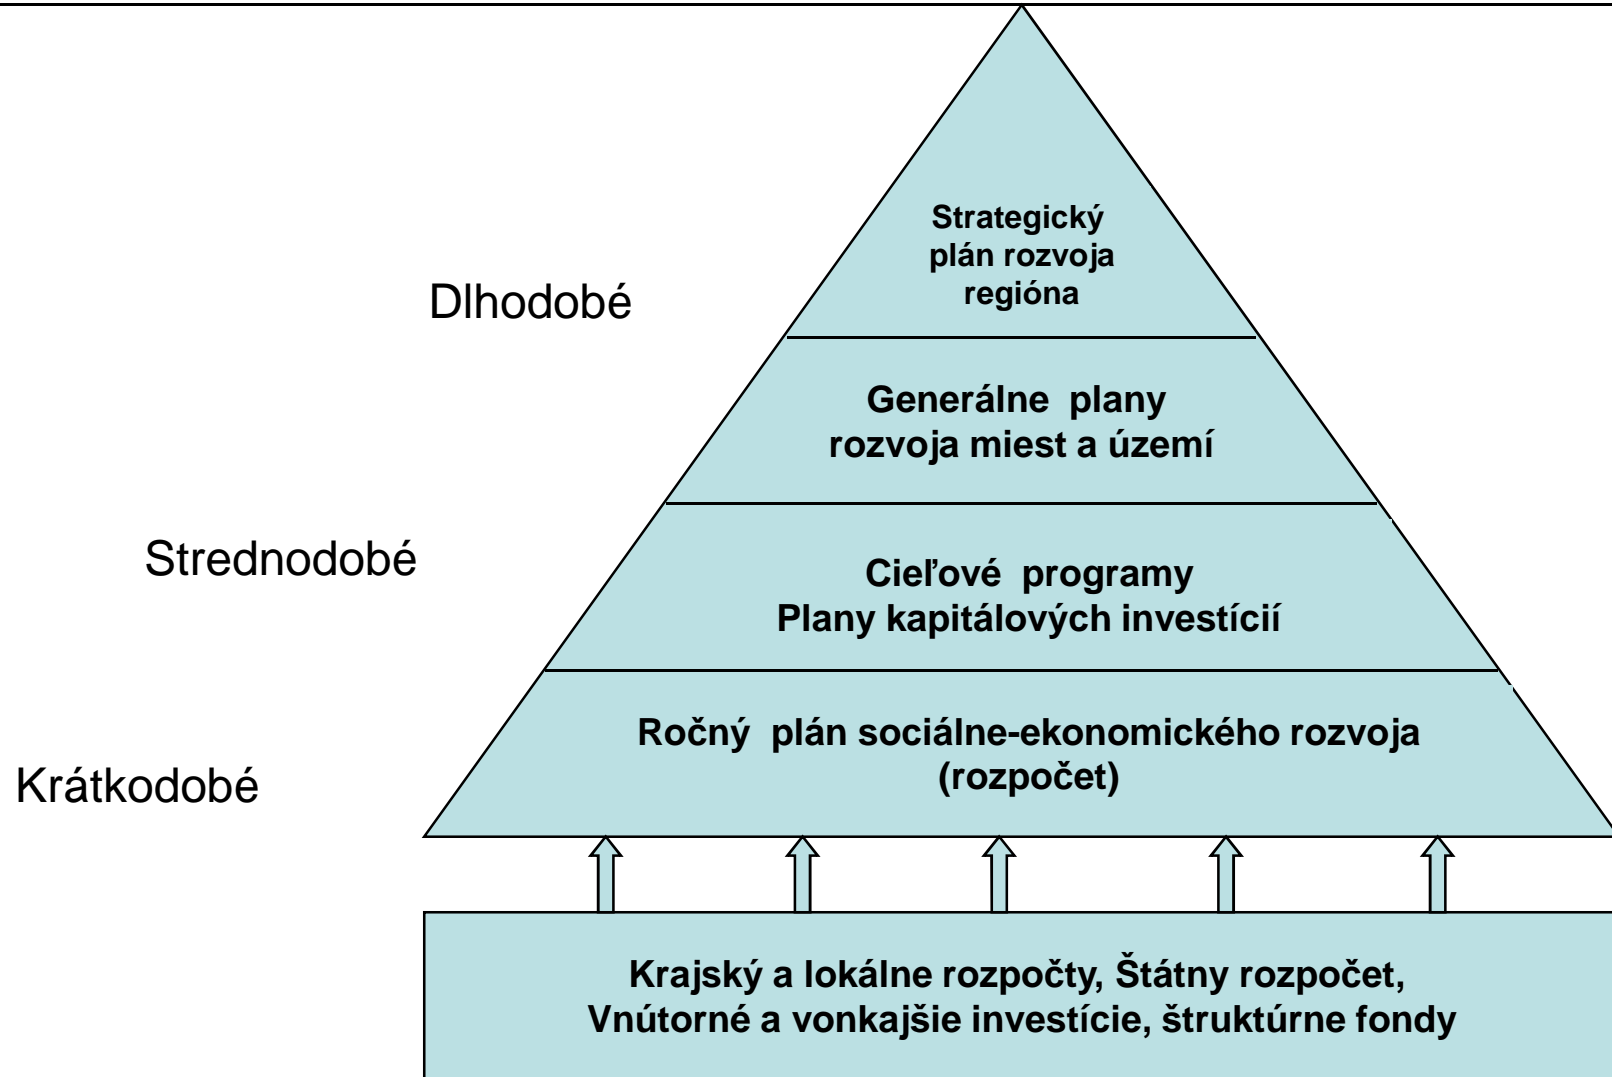 Strategický
plán rozvoja
regióna
Dlhodobé
Generálne plany
rozvoja miest a území
Strednodobé
Cieľové programy
Plany kapitálových investícií
Ročný plán sociálne-ekonomického rozvoja
(rozpočet)
Krátkodobé
Krajský a lokálne rozpočty, Štátny rozpočet,
Vnútorné a vonkajšie investície, štruktúrne fondy